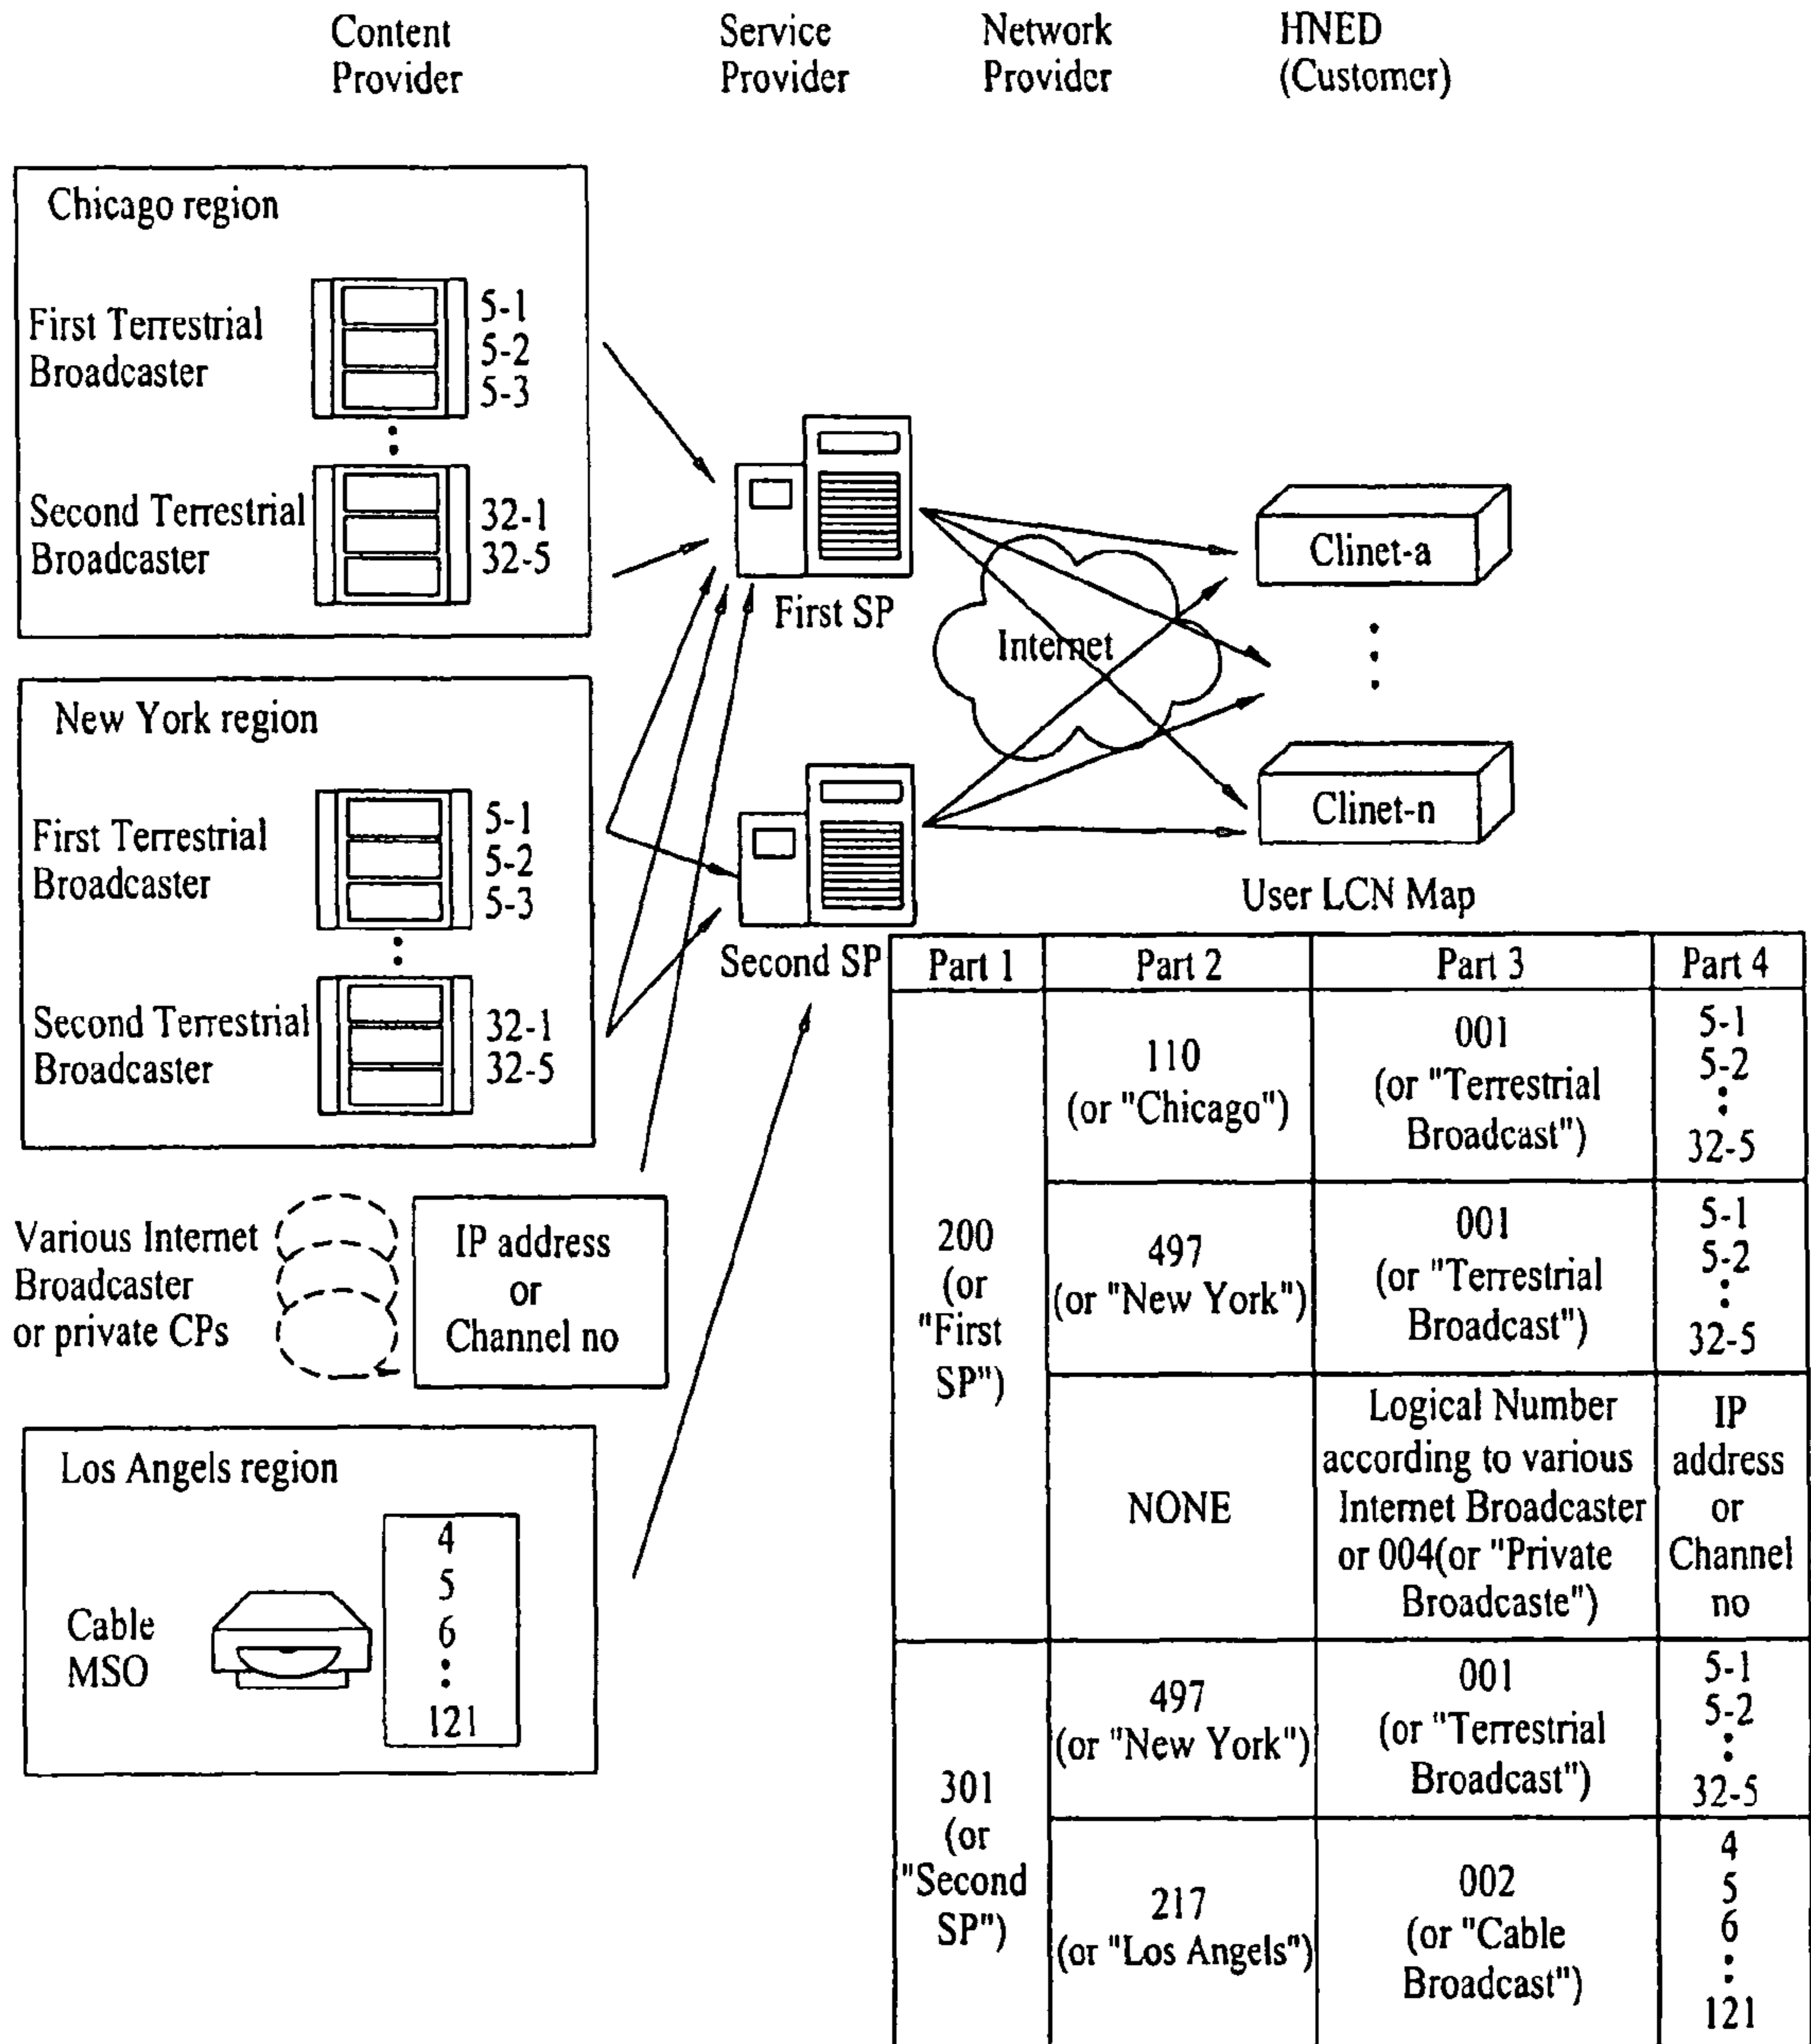 Content
Provider
Service
Provider
Network
Provider
HNED
(Customer)
Chicago region
First Terrestrial
Broadcaster
5-1
5-2
5-3
Second Terrestrial
Broadcaster
32-1
32-5
New York region
First Terrestrial
Broadcaster
5-1
5-2
5-3
Second Terrestrial
Broadcaster
32-1
32-5
Various Internet
Broadcaster
or private CPs
IP address
or
Channel no
Los Angels region
Cable
MSO
4
5
6
121
First SP
Second SP
Internet
Clinet-a
Clinet-n
User LCN Map
Part 1
Part 2
Part 3
Part 4
200
(or
"First
SP")
110
(or "Chicago")
001
(or "Terrestrial
Broadcast")
5-1
5-2
32-5
497
(or "New York")
001
(or "Terrestrial
Broadcast")
5-1
5-2
32-5
NONE
Logical Number
according to various
Internet Broadcaster
or 004(or "Private
Broadcaste")
IP
address
or
Channel
no
301
(or
"Second
SP")
497
(or "New York")
001
(or "Terrestrial
Broadcast")
5-1
5-2
32-5
217
(or "Los Angels")
002
(or "Cable
Broadcast")
4
5
6
121